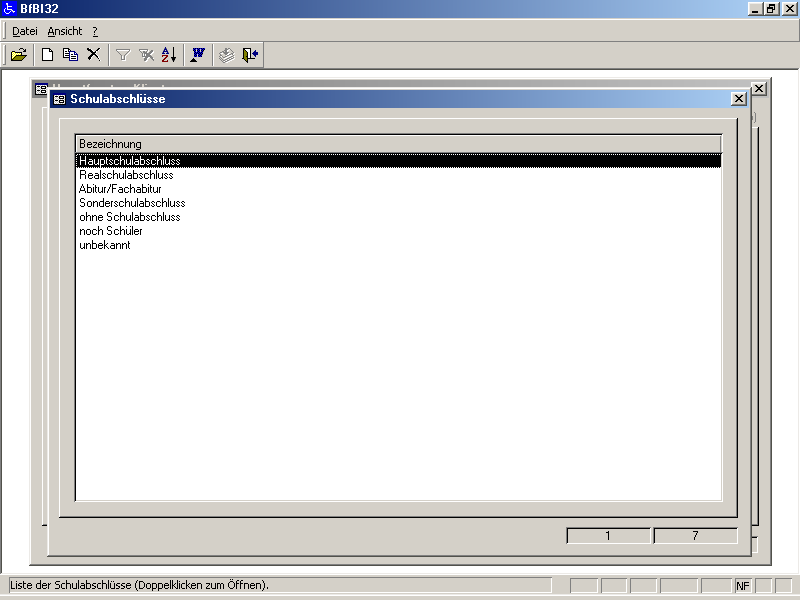 BfBI32
Datei Ansicht ?
Schulabschlüsse
Bezeichnung
Hauptschulabschluss
Realschulabschluss
Abitur/Fachabitur
Sonderschulabschluss
ohne Schulabschluss
noch Schüler
unbekannt
1 7
Liste der Schulabschlüsse (Doppelklicken zum Öffnen). NF